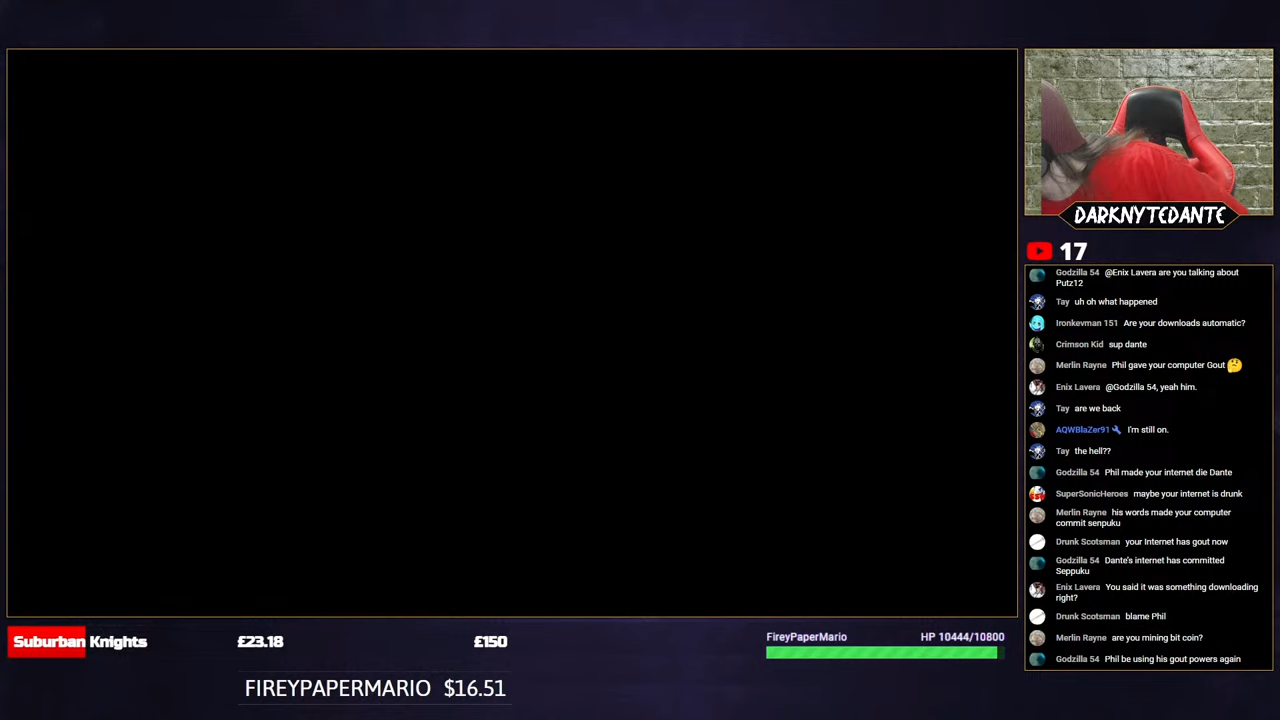 DARKNYTEDANTE
17
Godzilla 54 @Enix Lavera are you talking about
Putz12
Tay uh oh what happened
Ironkevman 151 Are your downloads automatic?
Crimson Kid sup dante
Merlin Rayne Phil gave your computer Gout 🤔
Enix Lavera @Godzilla 54, yeah him.
Tay are we back
AQWBlaZer91 I'm still on.
Tay the hell??
Godzilla 54 Phil made your internet die Dante
SuperSonicHeroes maybe your internet is drunk
Merlin Rayne his words made your computer
commit senpuku
Drunk Scotsman your Internet has gout now
Godzilla 54 Dante's internet has committed
Seppuku
Enix Lavera You said it was something downloading
right?
Drunk Scotsman blame Phil
Merlin Rayne are you mining bit coin?
Godzilla 54 Phil be using his gout powers again
Suburban Knights £23.18 £150
FireyPaperMario HP 10444/10800
FIREYPAPERMARIO $16.51